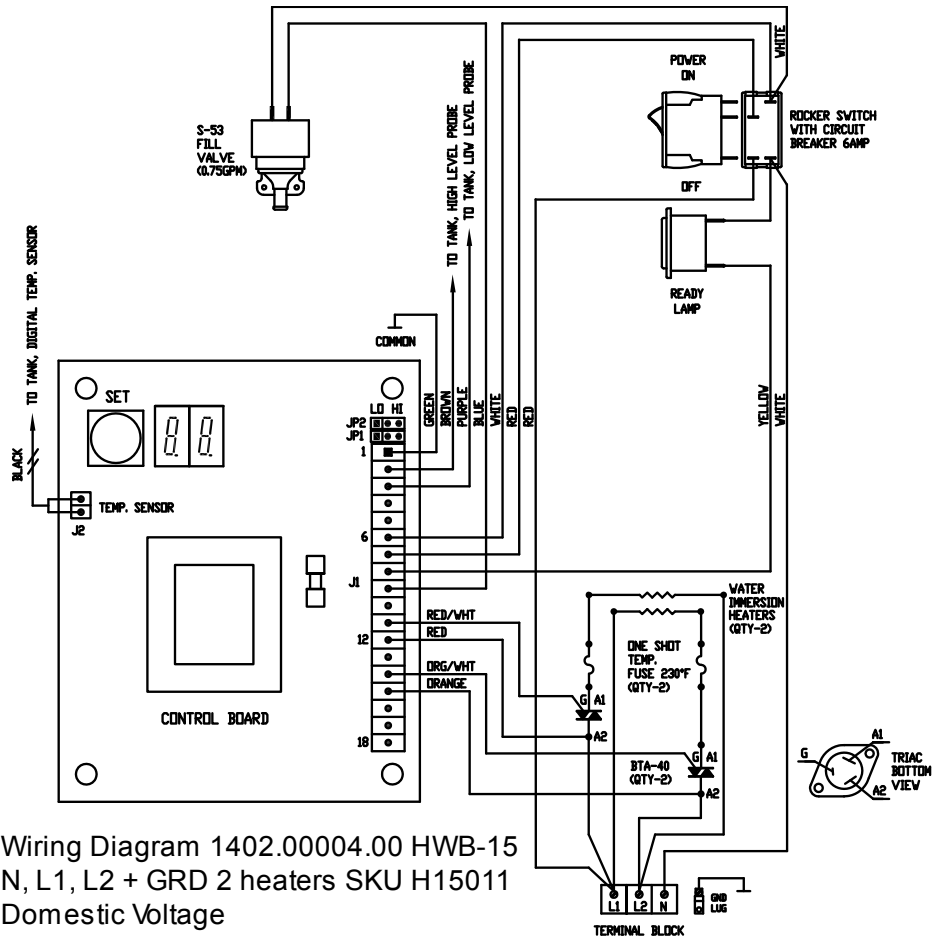 WHITE
POWER
ON
ROCKER SWITCH
WITH CIRCUIT
BREAKER 6AMP
OFF
S-53
FILL
VALVE
(0.75GPM)
TO TANK, HIGH LEVEL PROBE
TO TANK, LOW LEVEL PROBE
TO TANK, DIGITAL TEMP. SENSOR
READY
LAMP
COMMON
BLACK
SET
8.8
LO HI
JP2
JP1
GREEN
BROWN
PURPLE
BLUE
WHITE
RED
RED
YELLOW
WHITE
1
TEMP. SENSOR
J2
6
J1
12
18
RED/WHT
RED
ORG/WHT
ORANGE
CONTROL BOARD
WATER
IMMERSION
HEATERS
(QTY-2)
ONE SHOT
TEMP.
FUSE 230°F
(QTY-2)
G A1
A2
G A1
A2
BTA-40
(QTY-2)
G
A1
A2
TRIAC
BOTTOM
VIEW
Wiring Diagram 1402.00004.00 HWB-15
N, L1, L2 + GRD 2 heaters SKU H15011
Domestic Voltage
L1 L2 N
GND
LUG
TERMINAL BLOCK